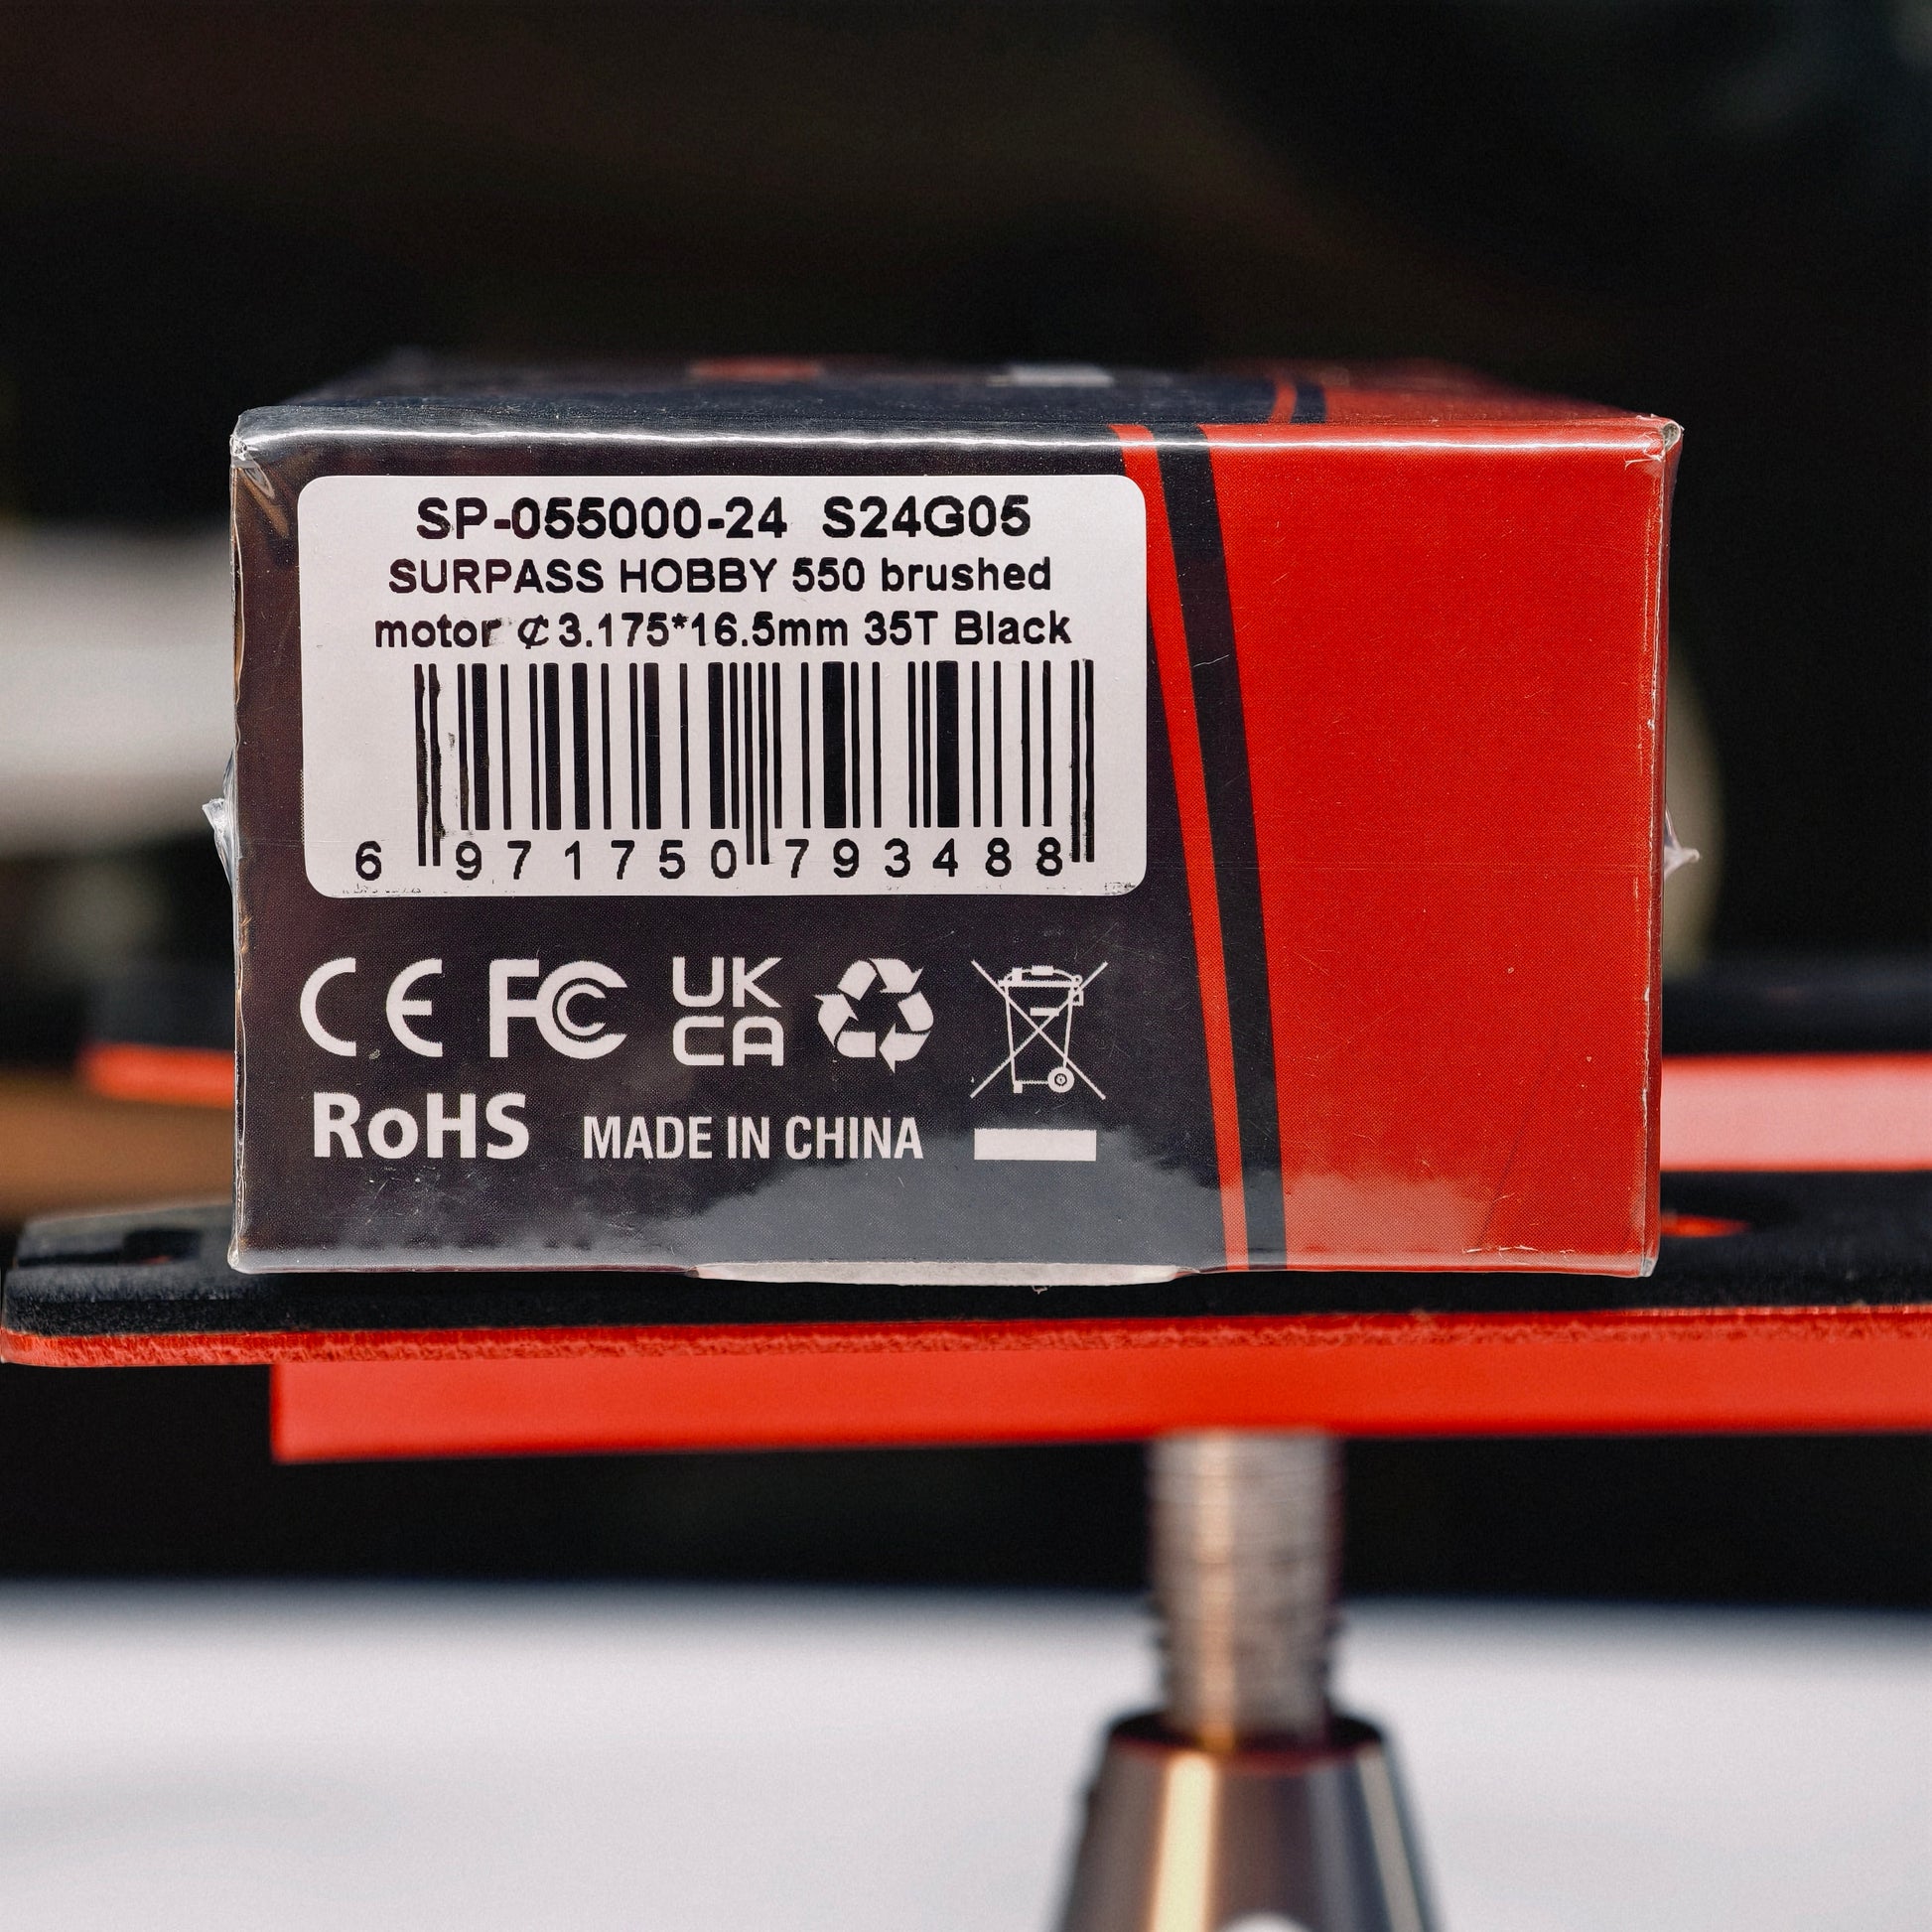 SP-055000-24 S24G05
SURPASS HOBBY 550 brushed
motor ⌀3.175*16.5mm 35T Black
6 971750 793488
CE FC UK
CA
RoHS MADE IN CHINA